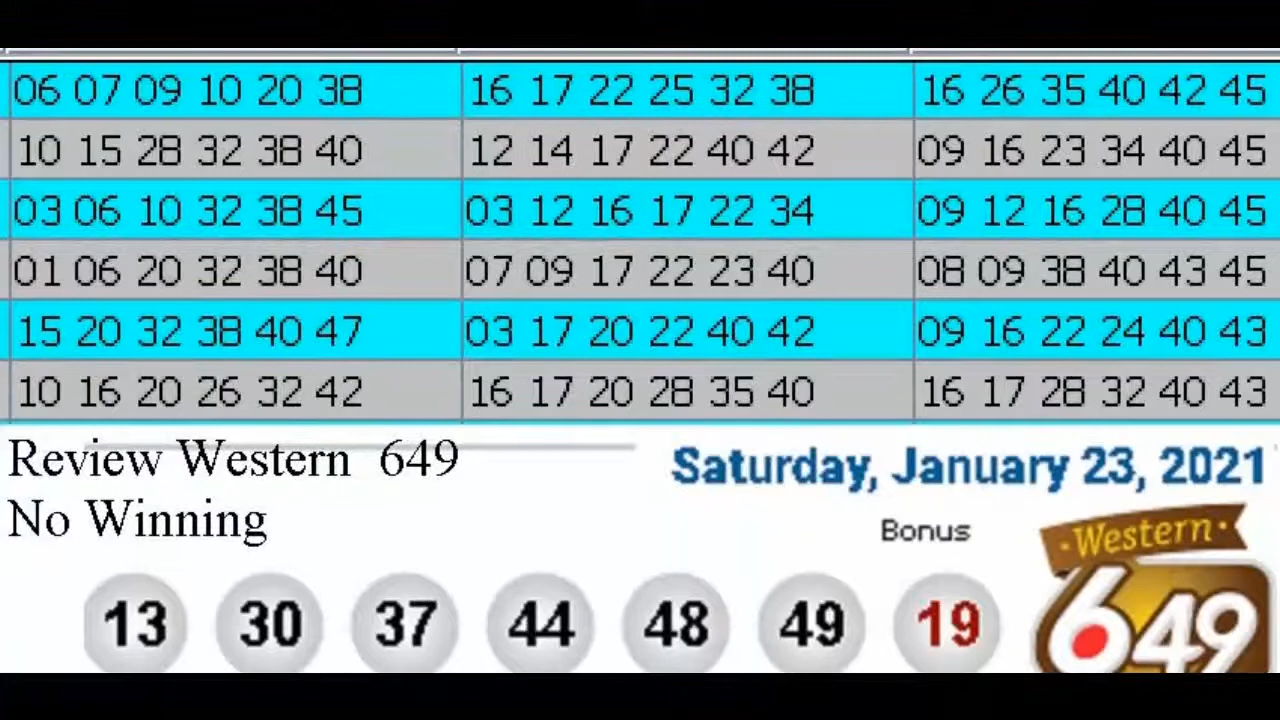 06 07 09 10 20 38 16 17 22 25 32 38 16 26 35 40 42 45
10 15 28 32 38 40 12 14 17 22 40 42 09 16 23 34 40 45
03 06 10 32 38 45 03 12 16 17 22 34 09 12 16 28 40 45
01 06 20 32 38 40 07 09 17 22 23 40 08 09 38 40 43 45
15 20 32 38 40 47 03 17 20 22 40 42 09 16 22 24 40 43
10 16 20 26 32 42 16 17 20 28 35 40 16 17 28 32 40 43
Review Western 649
No Winning
Saturday, January 23, 2021
Bonus
13 30 37 44 48 49 19
·Western·
649